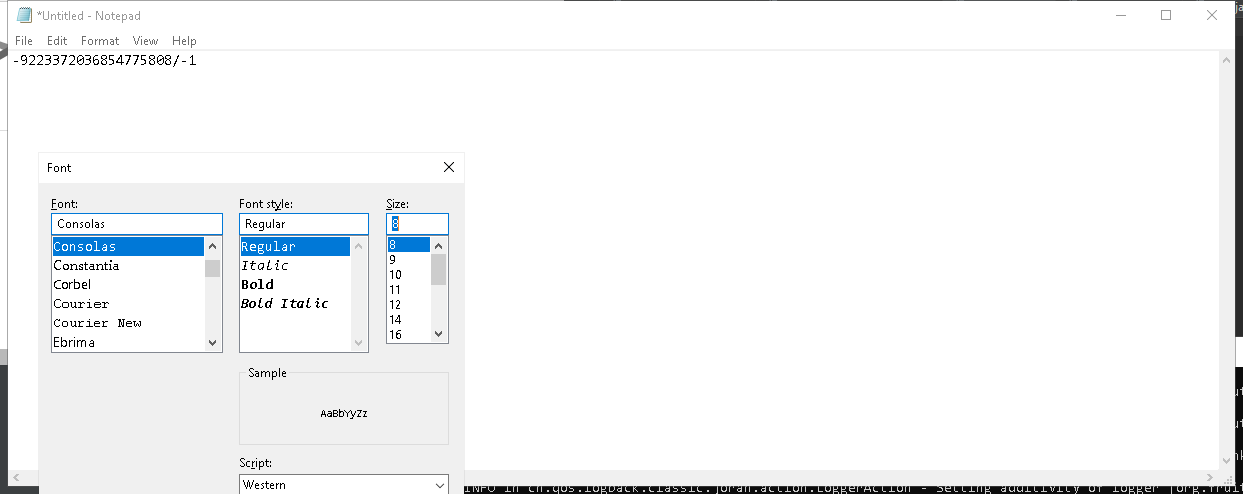 *Untitled - Notepad
File Edit Format View Help
-9223372036854775808/-1
Font
Font: Font style: Size:
Consolas Regular 8
Consolas Regular 8
Constantia Italic 9
Corbel Bold 10
Courier Bold Italic 11
Courier New 12
Ebrima 14
16
Sample
AaBbYyZz
Script:
Western
INFO in ch.qos.logback.classic.joran.action.LoggerAction - Setting additivity of logger